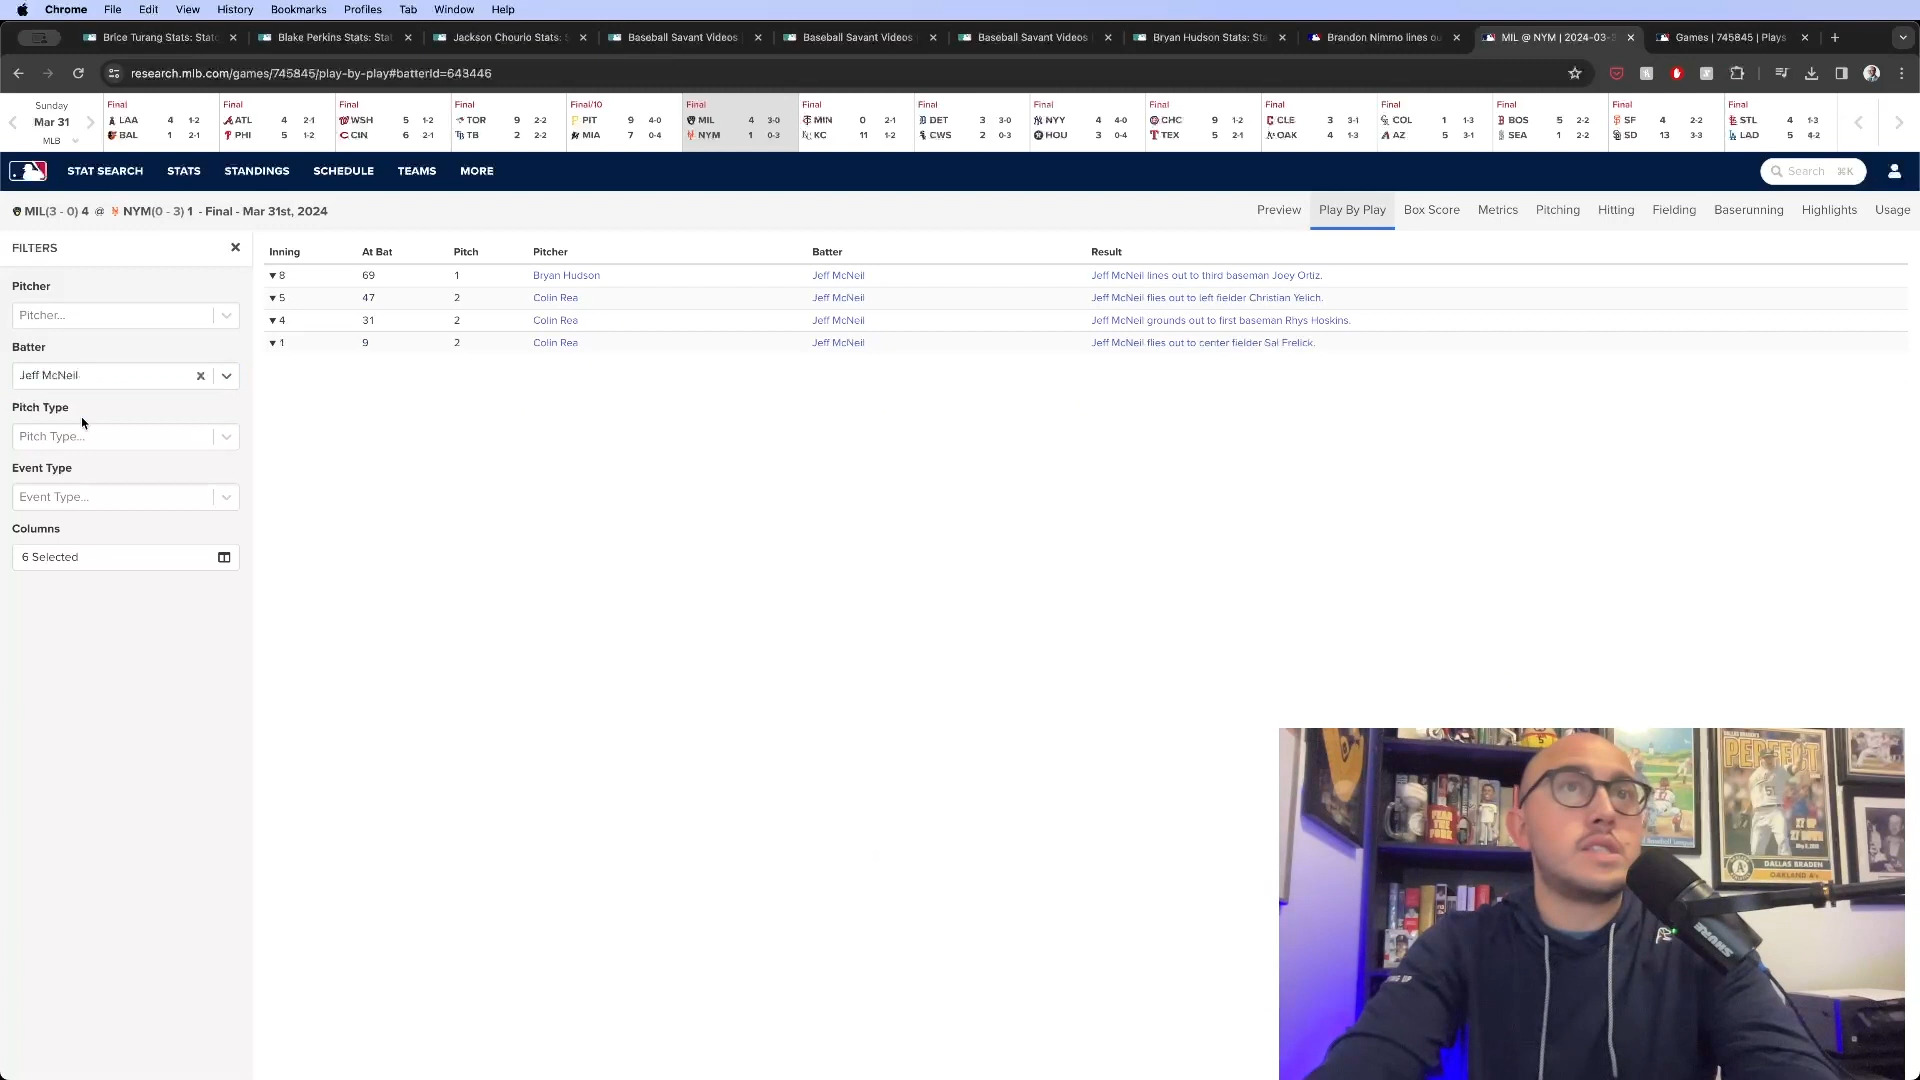 Chrome File Edit View History Bookmarks Profiles Tab Window Help
Brice Turang Stats: Stat Blake Perkins Stats: Sta Jackson Chourio Stats: Baseball Savant Videos Baseball Savant Videos Baseball Savant Videos Bryan Hudson Stats: Sta Brandon Nimmo lines ou MIL @ NYM | 2024-03-3 Games | 745845 | Plays
research.mlb.com/games/745845/play-by-play#batterId=643446
Sunday
Mar 31
MLB
Final
LAA 4 1-2
BAL 1 2-1
Final
ATL 4 2-1
PHI 5 1-2
Final
WSH 5 1-2
CIN 6 2-1
Final
TOR 9 2-2
TB 2 2-2
Final/10
PIT 9 4-0
MIA 7 0-4
Final
MIL 4 3-0
NYM 1 0-3
Final
MIN 0 2-1
KC 11 1-2
Final
DET 3 3-0
CWS 2 0-3
Final
NYY 4 4-0
HOU 3 0-4
Final
CHC 9 1-2
TEX 5 2-1
Final
CLE 3 3-1
OAK 4 1-3
Final
COL 1 1-3
AZ 5 3-1
Final
BOS 5 2-2
SEA 1 2-2
Final
SF 4 2-2
SD 13 3-3
Final
STL 4 1-3
LAD 5 4-2
STAT SEARCH STATS STANDINGS SCHEDULE TEAMS MORE
Search ⌘K
MIL(3 - 0) 4 @ NYM(0 - 3) 1 - Final - Mar 31st, 2024
Preview Play By Play Box Score Metrics Pitching Hitting Fielding Baserunning Highlights Usage
FILTERS
Pitcher
Pitcher...
Batter
Jeff McNeil
Pitch Type
Pitch Type...
Event Type
Event Type...
Columns
6 Selected
Inning At Bat Pitch Pitcher Batter Result
▼ 8 69 1 Bryan Hudson Jeff McNeil Jeff McNeil lines out to third baseman Joey Ortiz.
▼ 5 47 2 Colin Rea Jeff McNeil Jeff McNeil flies out to left fielder Christian Yelich.
▼ 4 31 2 Colin Rea Jeff McNeil Jeff McNeil grounds out to first baseman Rhys Hoskins.
▼ 1 9 2 Colin Rea Jeff McNeil Jeff McNeil flies out to center fielder Sal Frelick.
PERFECT
FEAR
THE
FORK
27 UP
27 DOWN
DALLAS BRADEN
OAKLAND A's
SHURE